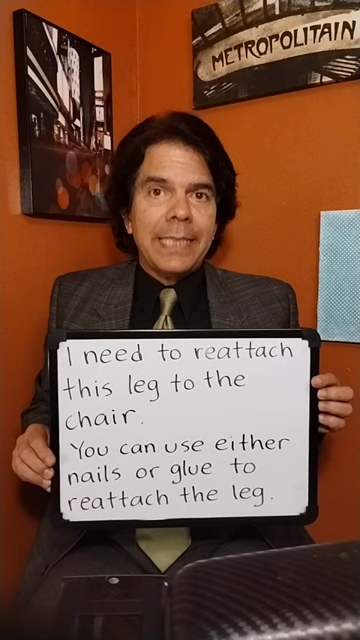 METROPOLITAIN
I need to reattach
this leg to the
chair.
You can use either
nails or glue to
reattach the leg.